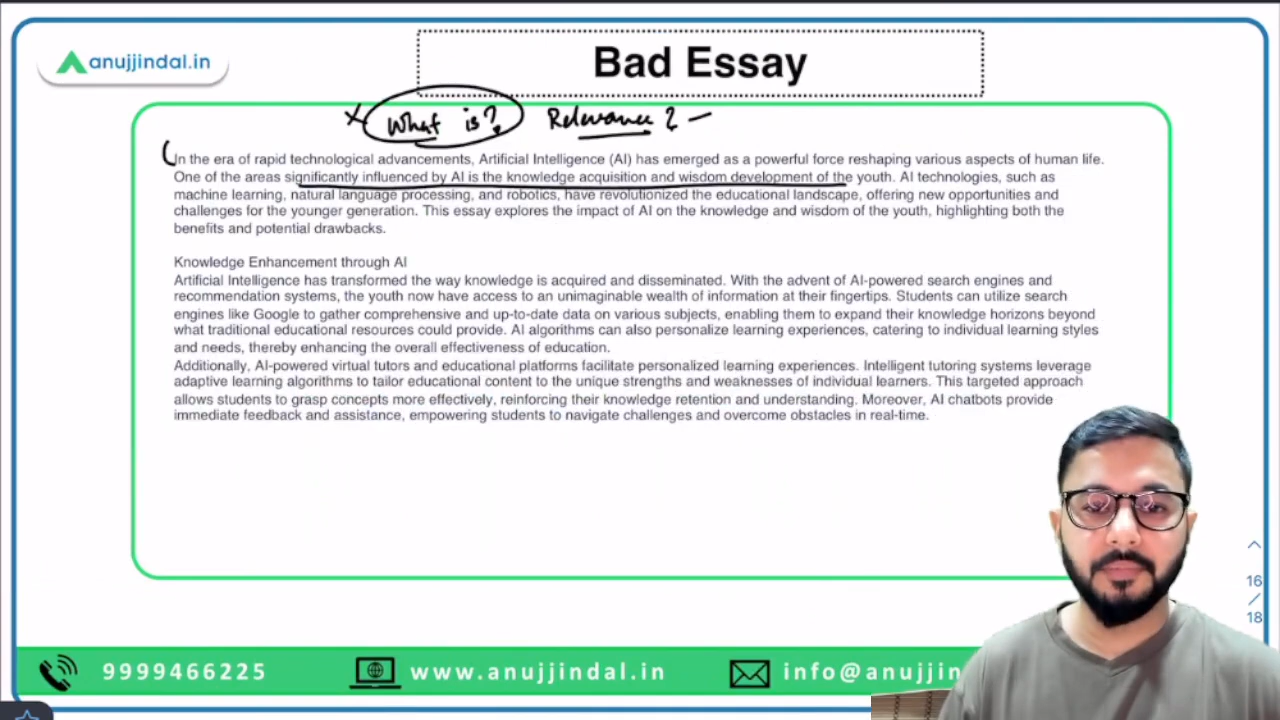 anujjindal.in
Bad Essay
What is? Relevance?
In the era of rapid technological advancements, Artificial Intelligence (AI) has emerged as a powerful force reshaping various aspects of human life.
One of the areas significantly influenced by AI is the knowledge acquisition and wisdom development of the youth. AI technologies, such as
machine learning, natural language processing, and robotics, have revolutionized the educational landscape, offering new opportunities and
challenges for the younger generation. This essay explores the impact of AI on the knowledge and wisdom of the youth, highlighting both the
benefits and potential drawbacks.
Knowledge Enhancement through AI
Artificial Intelligence has transformed the way knowledge is acquired and disseminated. With the advent of AI-powered search engines and
recommendation systems, the youth now have access to an unimaginable wealth of information at their fingertips. Students can utilize search
engines like Google to gather comprehensive and up-to-date data on various subjects, enabling them to expand their knowledge horizons beyond
what traditional educational resources could provide. AI algorithms can also personalize learning experiences, catering to individual learning styles
and needs, thereby enhancing the overall effectiveness of education.
Additionally, AI-powered virtual tutors and educational platforms facilitate personalized learning experiences. Intelligent tutoring systems leverage
adaptive learning algorithms to tailor educational content to the unique strengths and weaknesses of individual learners. This targeted approach
allows students to grasp concepts more effectively, reinforcing their knowledge retention and understanding. Moreover, AI chatbots provide
immediate feedback and assistance, empowering students to navigate challenges and overcome obstacles in real-time.
16
/
18
9999466225 www.anujjindal.in info@anujjin